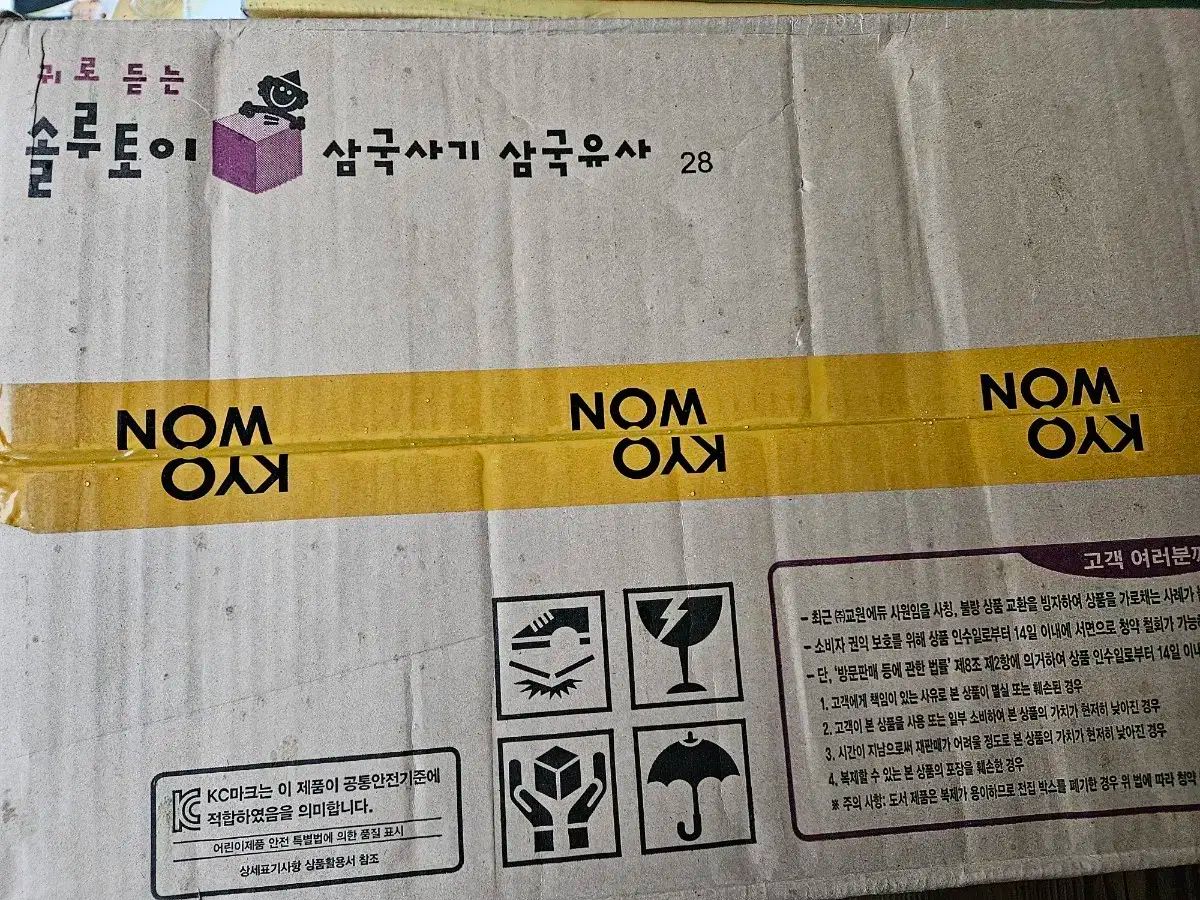 귀로 듣는
솔루토이 삼국사기 삼국유사 28
KYO
WON
KYO
WON
KYO
WON
고객 여러분께
- 최근 ㈜교원에듀 사원임을 사칭, 불량 상품 교환을 빙자하여 상품을 가로채는 사례가
- 소비자 권의 보호를 위해 상품 인수일로부터 14일 이내에 서면으로 청약 철회가 가능
- 단, '방문판매 등에 관한 법률' 제8조 제2항에 의거하여 상품 인수일로부터 14일 이내
1. 고객에게 책임이 있는 사유로 본 상품이 멸실 또는 훼손된 경우
2. 고객이 본 상품을 사용 또는 일부 소비하여 본 상품의 가치가 현저히 낮아진 경우
3. 시간이 지남으로써 재판매가 어려울 정도로 본 상품의 가치가 현저히 낮아진 경우
4. 복제할 수 있는 본 상품의 포장을 훼손한 경우
※ 주의 사항: 도서 제품은 복제가 용이하므로 전집 박스를 폐기한 경우 위 법에 따라 청약
KC마크는 이 제품이 공통안전기준에
적합하였음을 의미합니다.
어린이제품 안전 특별법에 의한 품질 표시
상세표기사항 상품활용서 참조